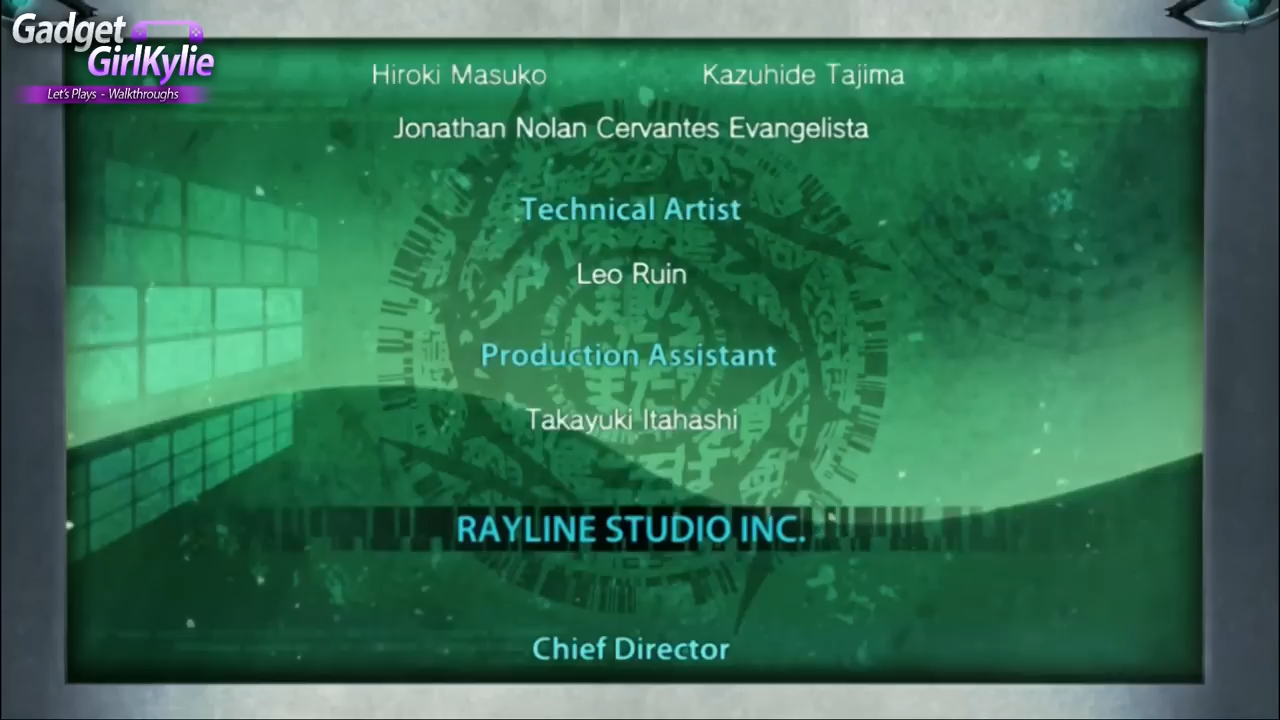 Gadget
GirlKylie
Let's Plays - Walkthroughs
Hiroki Masuko Kazuhide Tajima
Jonathan Nolan Cervantes Evangelista
Technical Artist
Leo Ruin
Production Assistant
Takayuki Itahashi
RAYLINE STUDIO INC.
Chief Director